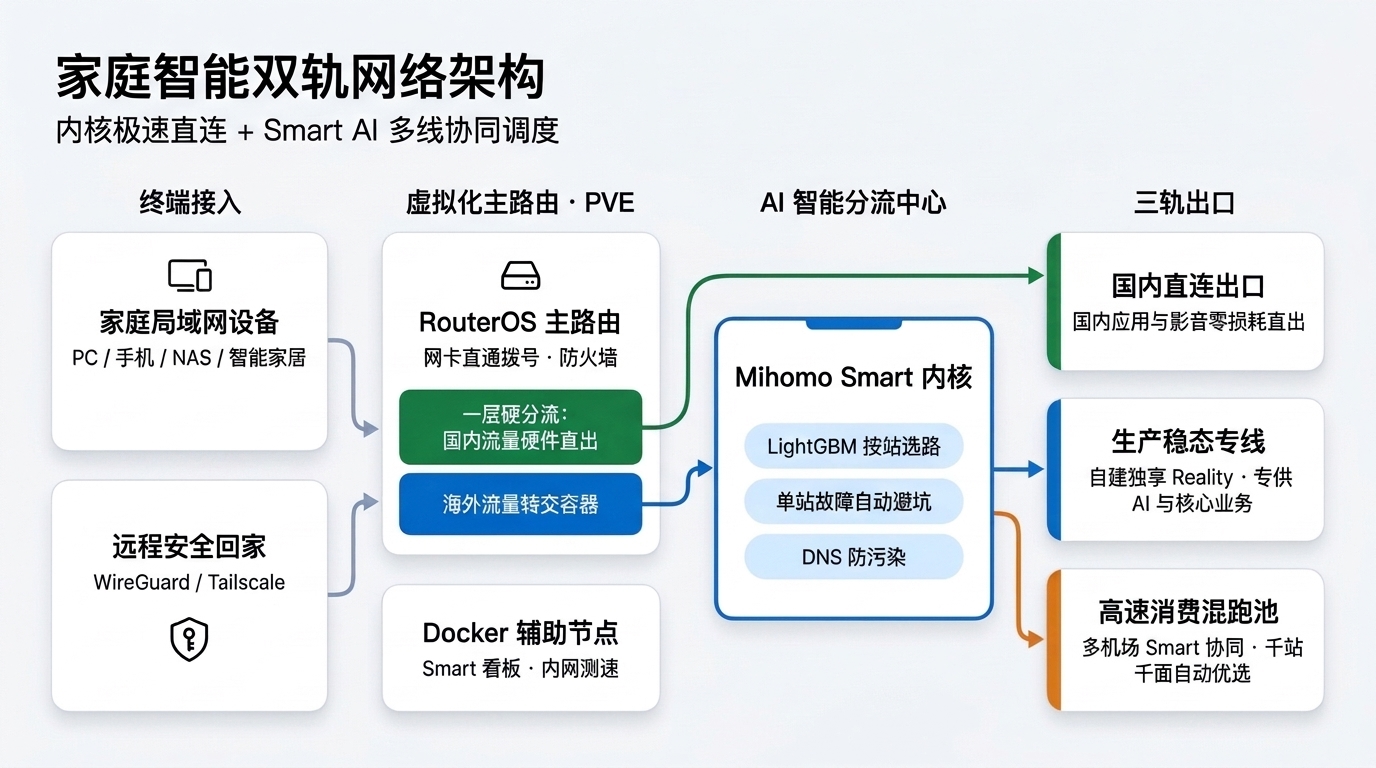 家庭智能双轨网络架构
内核极速直连 + Smart AI 多线协同调度
终端接入
家庭局域网设备
PC / 手机 / NAS / 智能家居
远程安全回家
WireGuard / Tailscale
虚拟化主路由 · PVE
RouterOS 主路由
网卡直通拨号 · 防火墙
一层硬分流：
国内流量硬件直出
海外流量转交容器
Docker 辅助节点
Smart 看板 · 内网测速
AI 智能分流中心
Mihomo Smart 内核
LightGBM 按站选路
单站故障自动避坑
DNS 防污染
三轨出口
国内直连出口
国内应用与影音零损耗直出
生产稳态专线
自建独享 Reality · 专供
AI 与核心业务
高速消费混跑池
多机场 Smart 协同 · 千站
千面自动优选